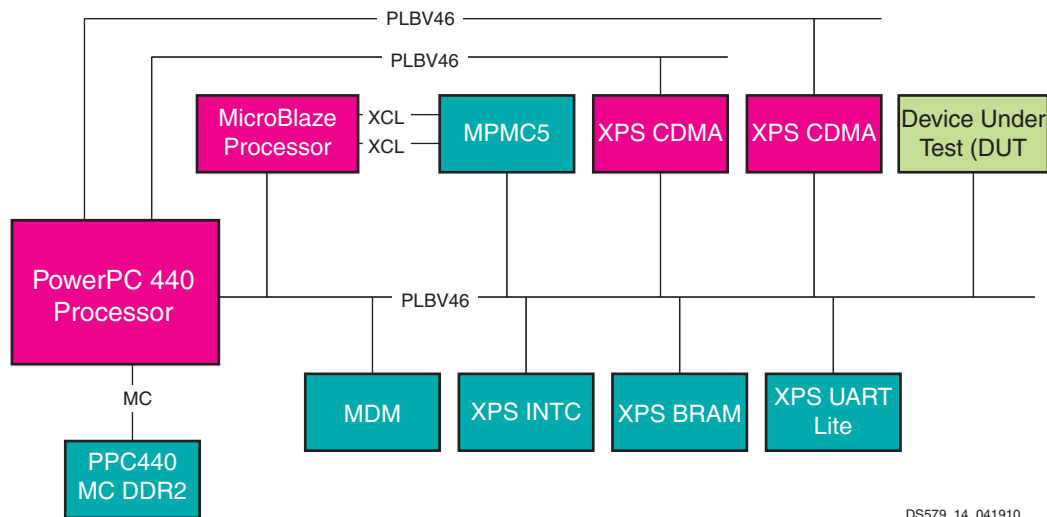 PLBV46
PLBV46
MicroBlaze
Processor
XCL
XCL
MPMC5
XPS CDMA
XPS CDMA
Device Under
Test (DUT
PowerPC 440
Processor
PLBV46
MC
MDM
XPS INTC
XPS BRAM
XPS UART
Lite
PPC440
MC DDR2
DS579_14_041910